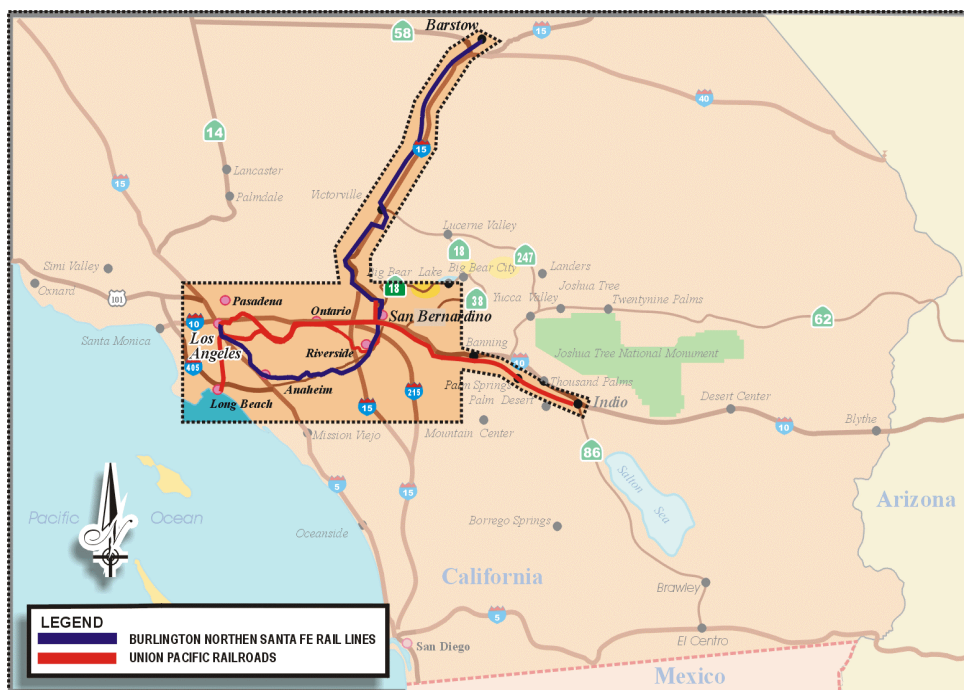 Barstow
58
15
40
14
15
15
Lancaster
Palmdale
Victorville
Lucerne Valley
18
247
Simi Valley
Oxnard
101
Big Bear Lake
Big Bear City
Landers
18
38
Joshua Tree
Yucca Valley
Twentynine Palms
62
Pasadena
Ontario
San Bernardino
10
Santa Monica
Los
Angeles
Riverside
Banning
Joshua Tree National Monument
10
405
Anaheim
Long Beach
215
15
Palm Springs
Thousand Palms
Palm Desert
Indio
Desert Center
10
Blythe
Mission Viejo
Mountain Center
86
5
15
Salton
Sea
Pacific Ocean
N
Oceanside
Borrego Springs
Arizona
California
Brawley
5
El Centro
San Diego
Mexico
LEGEND
BURLINGTON NORTHEN SANTA FE RAIL LINES
UNION PACIFIC RAILROADS